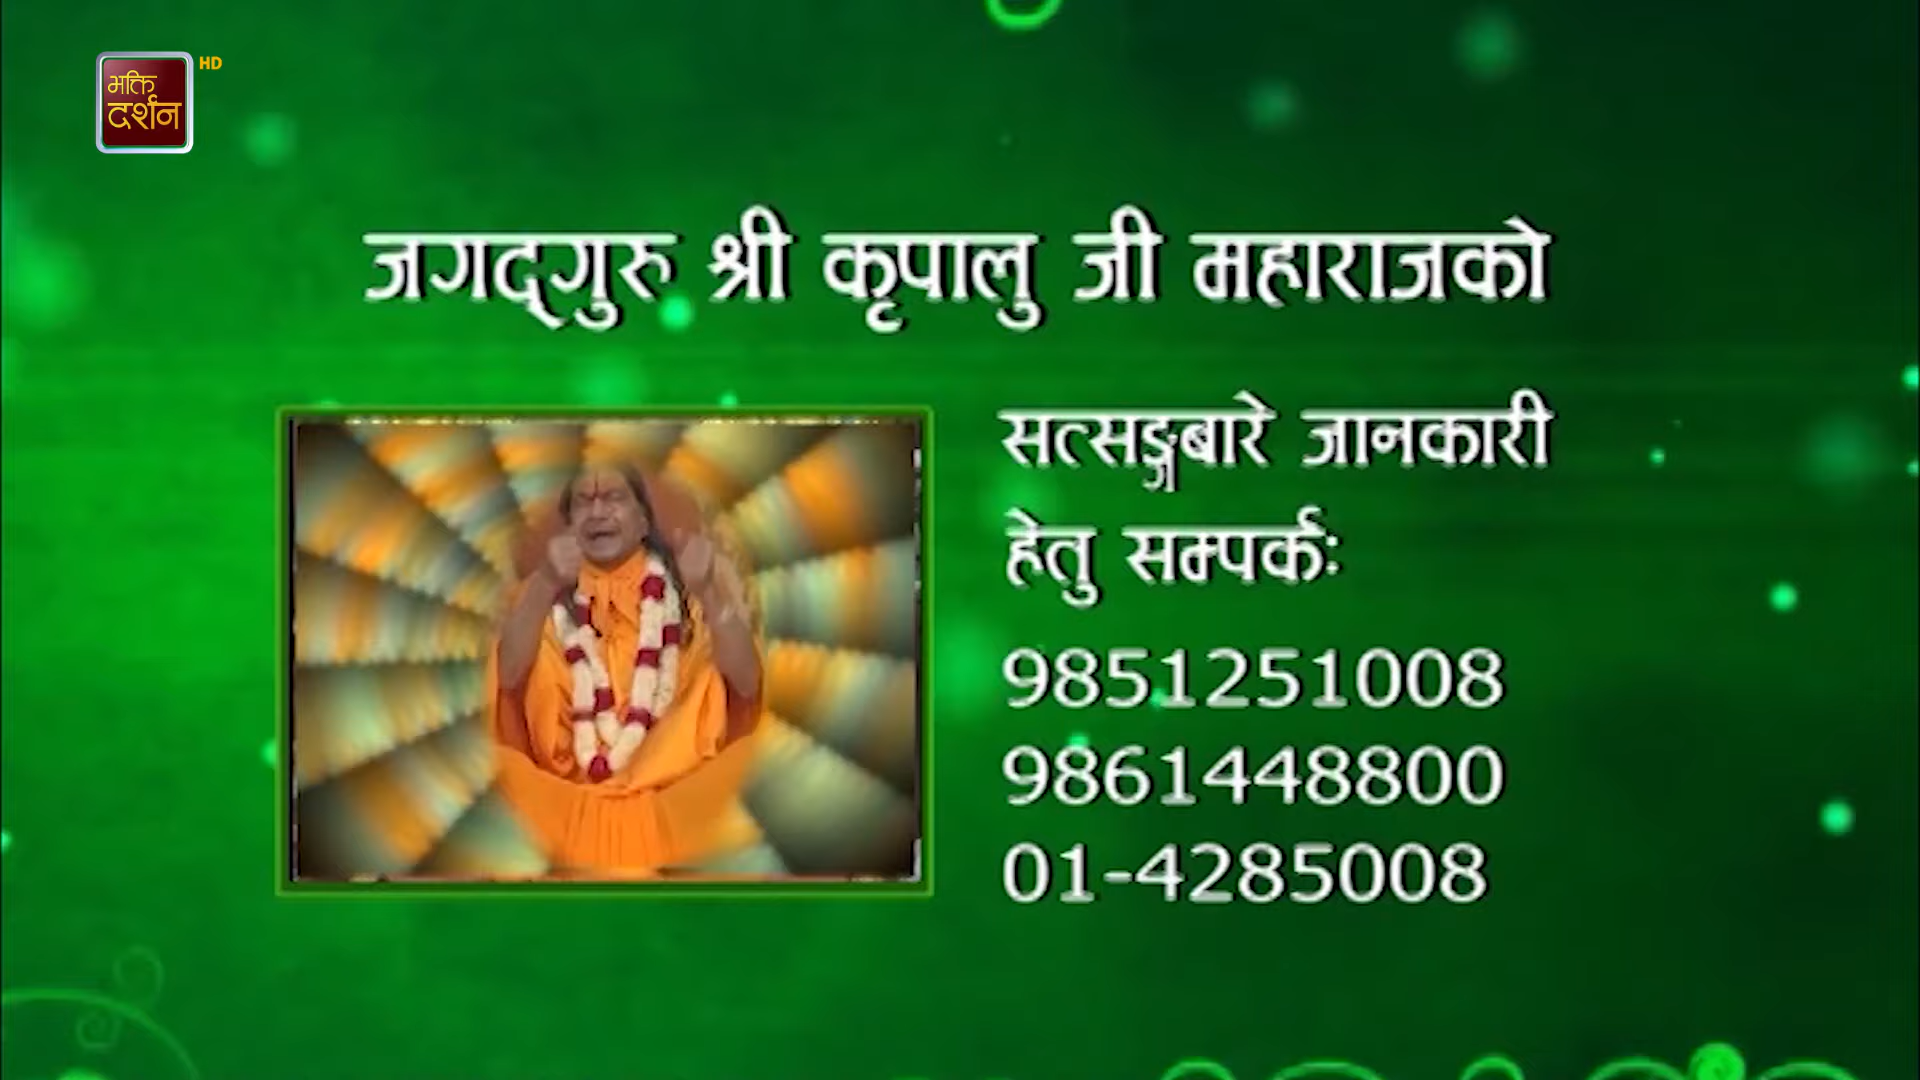 भक्ति
दर्शन
HD
जगद्गुरु श्री कृपालु जी महाराजको
सत्सङ्गबारे जानकारी
हेतु सम्पर्कः
9851251008
9861448800
01-4285008